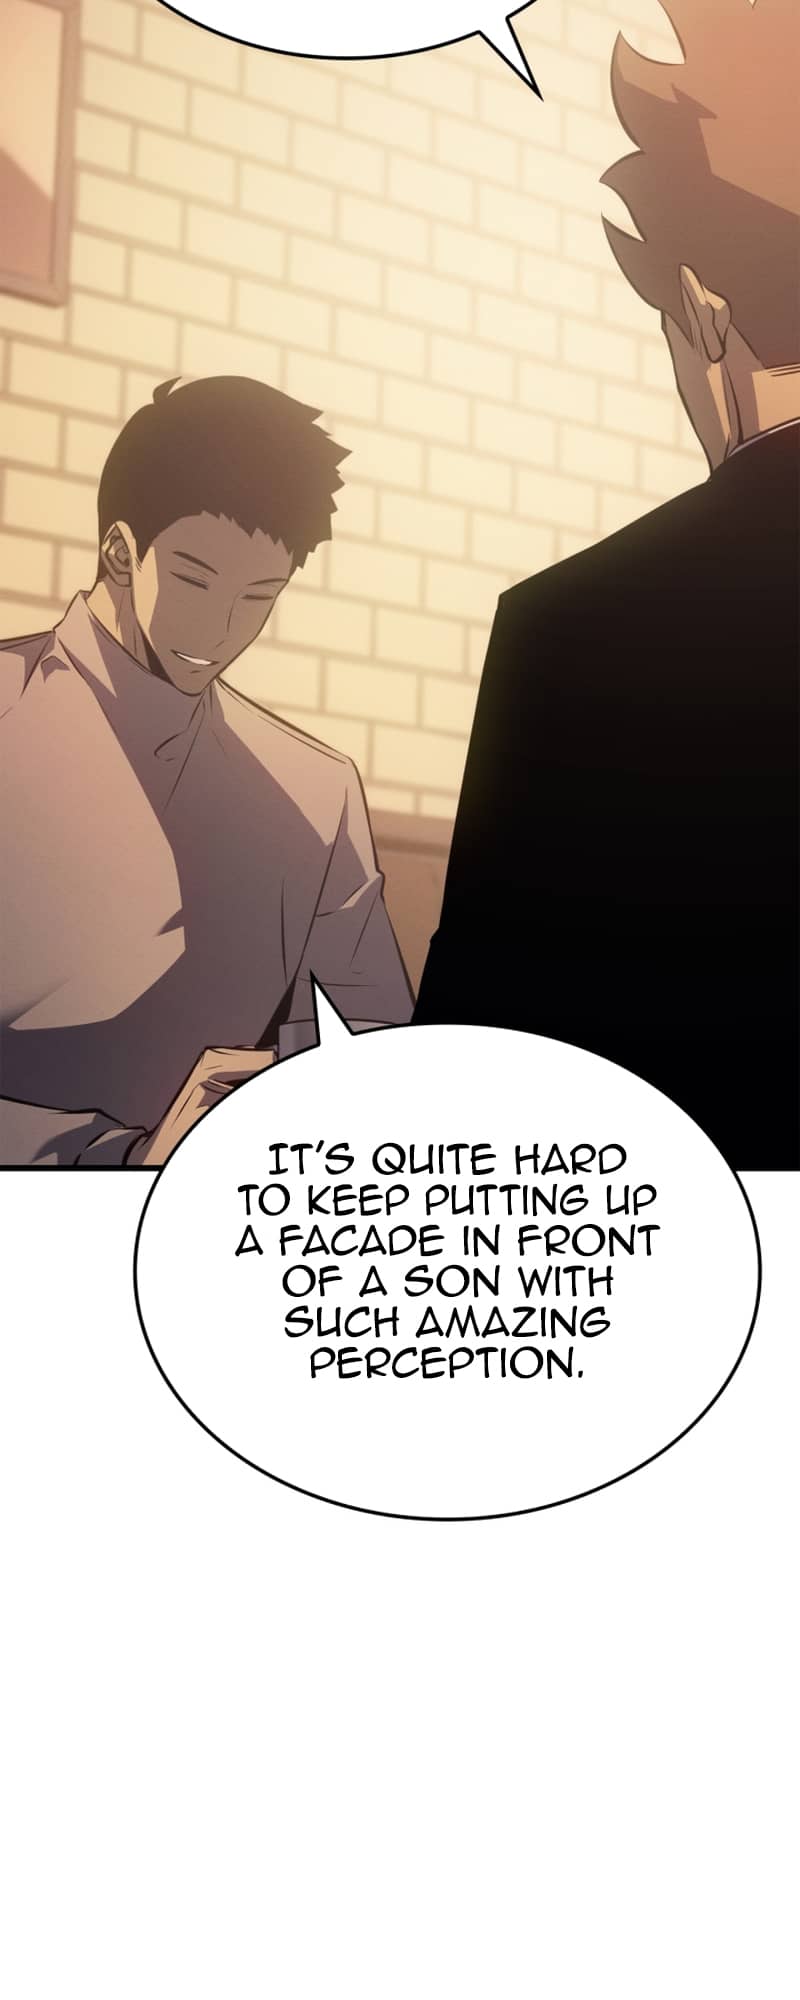 IT'S QUITE HARD
TO KEEP PUTTING UP
A FACADE IN FRONT
OF A SON WITH
SUCH AMAZING
PERCEPTION.